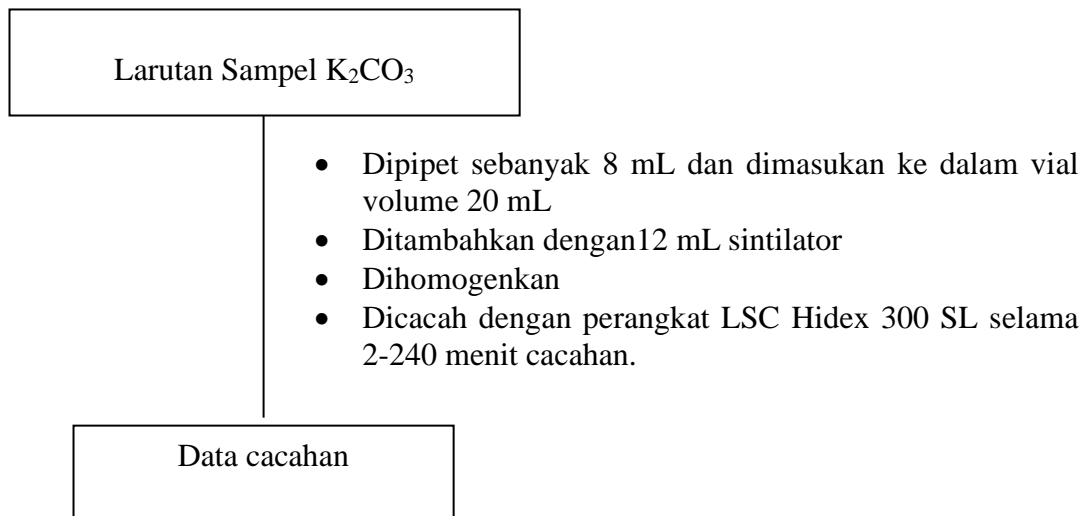 Larutan Sampel K₂CO₃
• Dipipet sebanyak 8 mL dan dimasukan ke dalam vial
volume 20 mL
• Ditambahkan dengan12 mL sintilator
• Dihomogenkan
• Dicacah dengan perangkat LSC Hidex 300 SL selama
2-240 menit cacahan.
Data cacahan